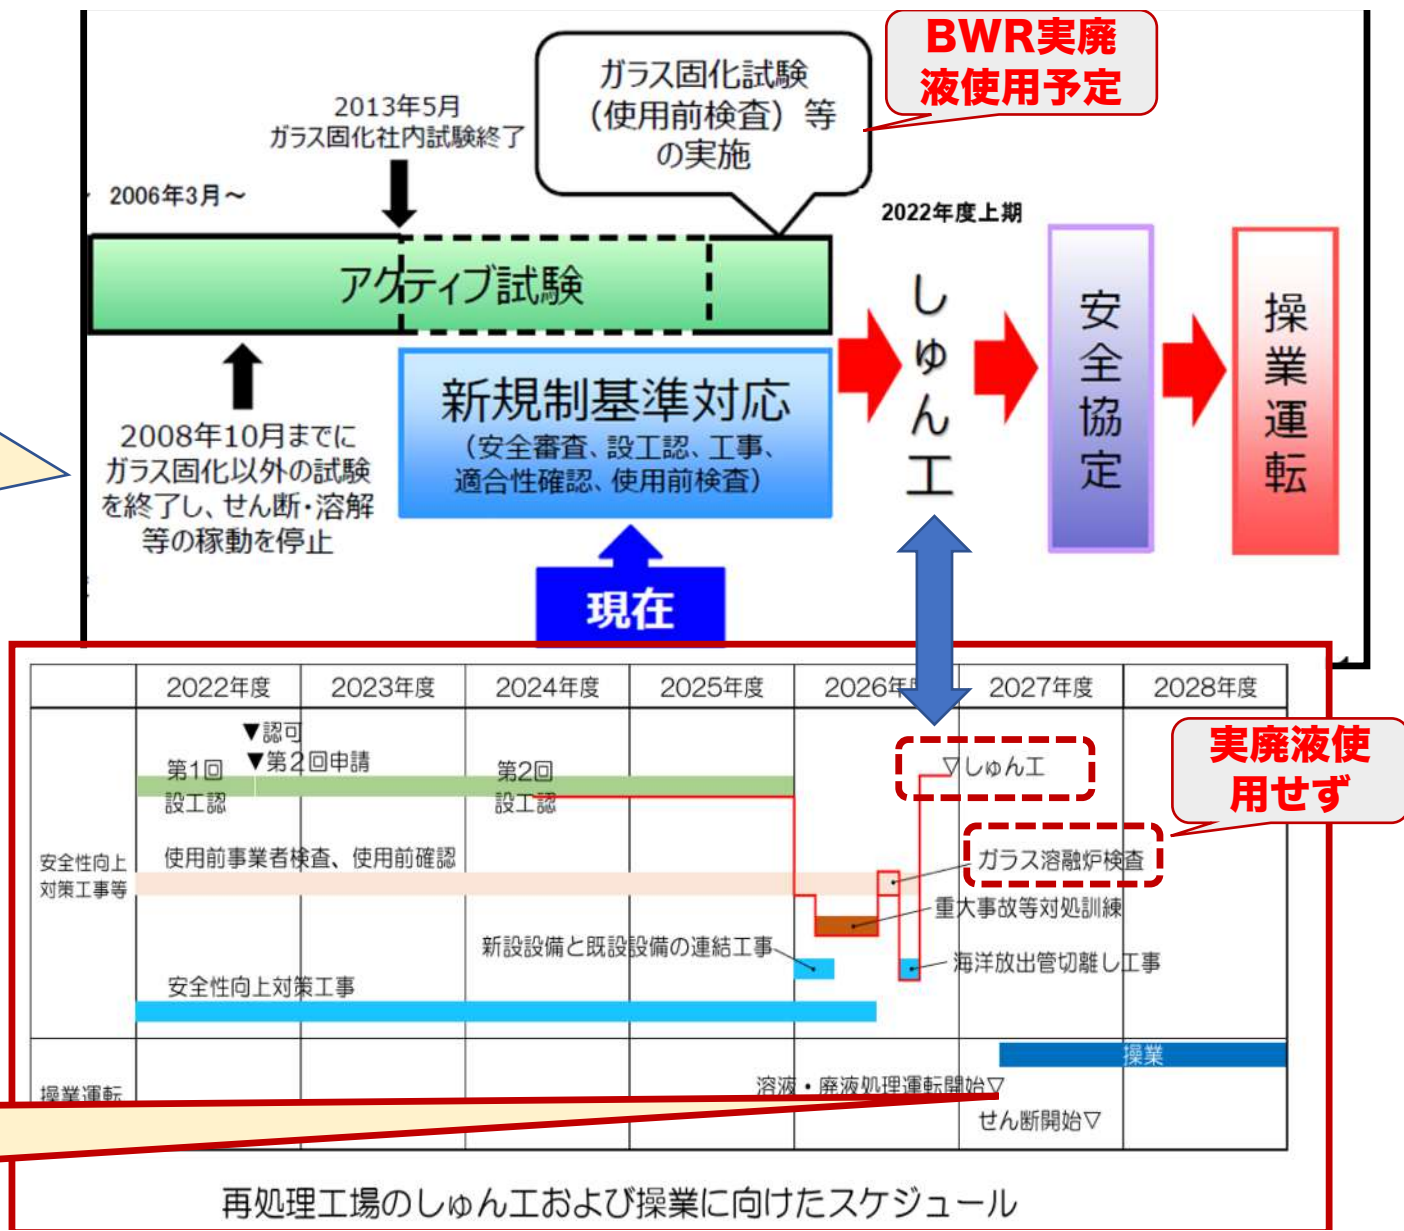 BWR実廃
液使用予定
ガラス固化試験
（使用前検査）等
の実施
2013年5月
ガラス固化社内試験終了
2006年3月～
2022年度上期
アクティブ試験
しゅん工
安全協定
操業運転
新規制基準対応
（安全審査、設工認、工事、
適合性確認、使用前検査）
2008年10月までに
ガラス固化以外の試験
を終了し、せん断・溶解
等の稼動を停止
現在
2022年度 2023年度 2024年度 2025年度 2026年度 2027年度 2028年度
▼認可
▼第2回申請
第1回
設工認
第2回
設工認
▽しゅん工
実廃液使
用せず
安全性向上
対策工事等
使用前事業者検査、使用前確認
ガラス溶融炉検査
重大事故等対処訓練
新設設備と既設設備の連結工事
海洋放出管切離し工事
安全性向上対策工事
操業
操業運転
溶液・廃液処理運転開始▽
せん断開始▽
再処理工場のしゅん工および操業に向けたスケジュール